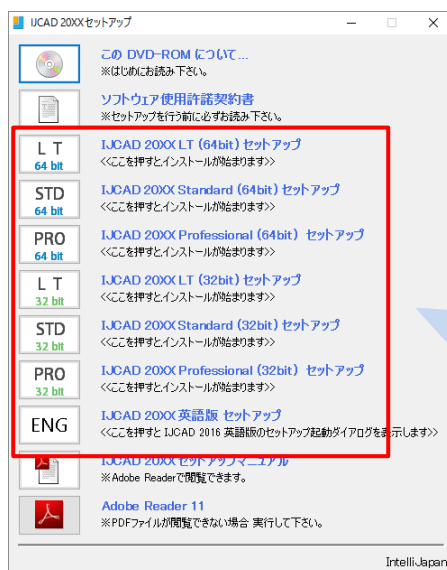 IJCAD 20XXセットアップ
この DVD-ROM について...
※はじめにお読み下さい。
ソフトウェア使用許諾契約書
※セットアップを行う前に必ずお読み下さい。
LT
64 bit
IJCAD 20XX LT (64bit) セットアップ
<<ここを押すとインストールが始まります>>
STD
64 bit
IJCAD 20XX Standard (64bit) セットアップ
<<ここを押すとインストールが始まります>>
PRO
64 bit
IJCAD 20XX Professional (64bit) セットアップ
<<ここを押すとインストールが始まります>>
LT
32 bit
IJCAD 20XX LT (32bit) セットアップ
<<ここを押すとインストールが始まります>>
STD
32 bit
IJCAD 20XX Standard (32bit) セットアップ
<<ここを押すとインストールが始まります>>
PRO
32 bit
IJCAD 20XX Professional (32bit) セットアップ
<<ここを押すとインストールが始まります>>
ENG
IJCAD 20XX 英語版 セットアップ
<<ここを押すと IJCAD 2016 英語版のセットアップ起動ダイアログを表示します>>
IJCAD 20XX セットアップマニュアル
※Adobe Readerで閲覧できます。
Adobe Reader 11
※PDFファイルが閲覧できない場合 実行して下さい。
IntelliJapan